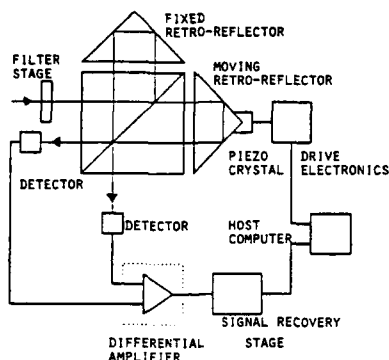 FIXED
RETRO-REFLECTOR
FILTER
STAGE
MOVING
RETRO-REFLECTOR
PIEZO
CRYSTAL
DRIVE
ELECTRONICS
DETECTOR
DETECTOR
HOST
COMPUTER
SIGNAL RECOVERY
STAGE
DIFFERENTIAL
AMPLIFIER